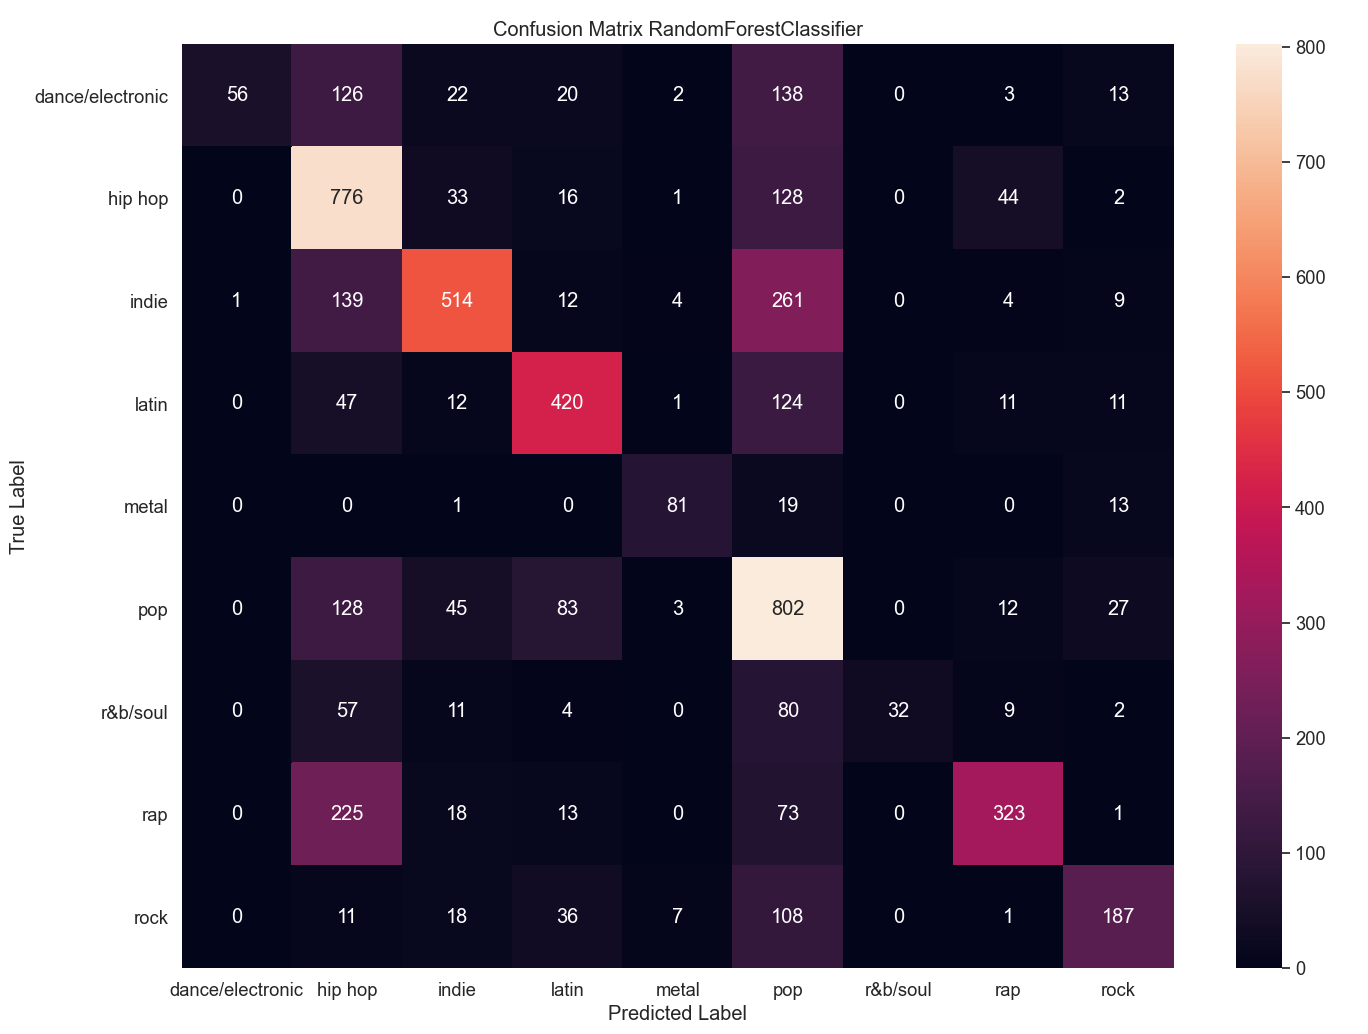 Confusion Matrix RandomForestClassifier
dance/electronic 56 126 22 20 2 138 0 3 13
hip hop 0 776 33 16 1 128 0 44 2
indie 1 139 514 12 4 261 0 4 9
latin 0 47 12 420 1 124 0 11 11
metal 0 0 1 0 81 19 0 0 13
pop 0 128 45 83 3 802 0 12 27
r&b/soul 0 57 11 4 0 80 32 9 2
rap 0 225 18 13 0 73 0 323 1
rock 0 11 18 36 7 108 0 1 187
dance/electronic hip hop indie latin metal pop r&b/soul rap rock
Predicted Label
True Label
800
700
600
500
400
300
200
100
0